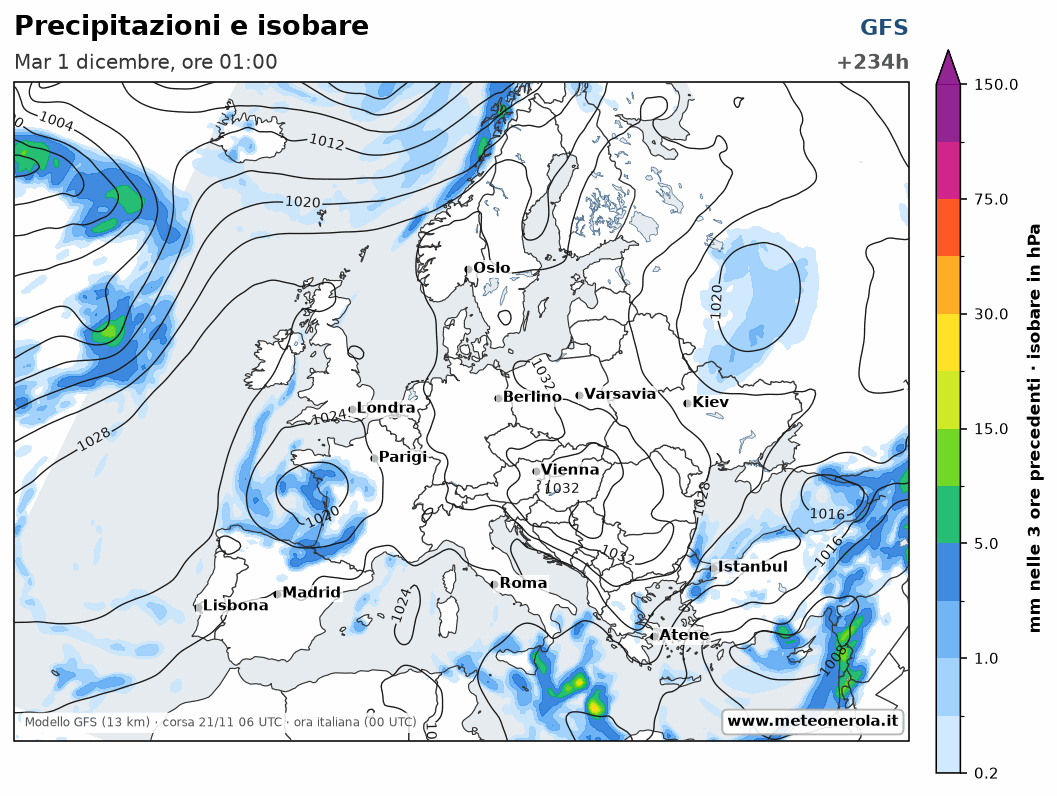 Precipitazioni e isobare
GFS
Mar 1 dicembre, ore 01:00
+234h
1004
1012
1020
Oslo
1020
1032
Berlino
Varsavia
Kiev
Londra
1024
1028
Parigi
Vienna
1032
1028
1020
1016
1016
1032
Istanbul
Roma
Madrid
Lisbona
1024
Atene
1008
Modello GFS (13 km) · corsa 21/11 06 UTC · ora italiana (00 UTC)
www.meteonerola.it
150.0
75.0
30.0
15.0
5.0
1.0
0.2
mm nelle 3 ore precedenti · isobare in hPa